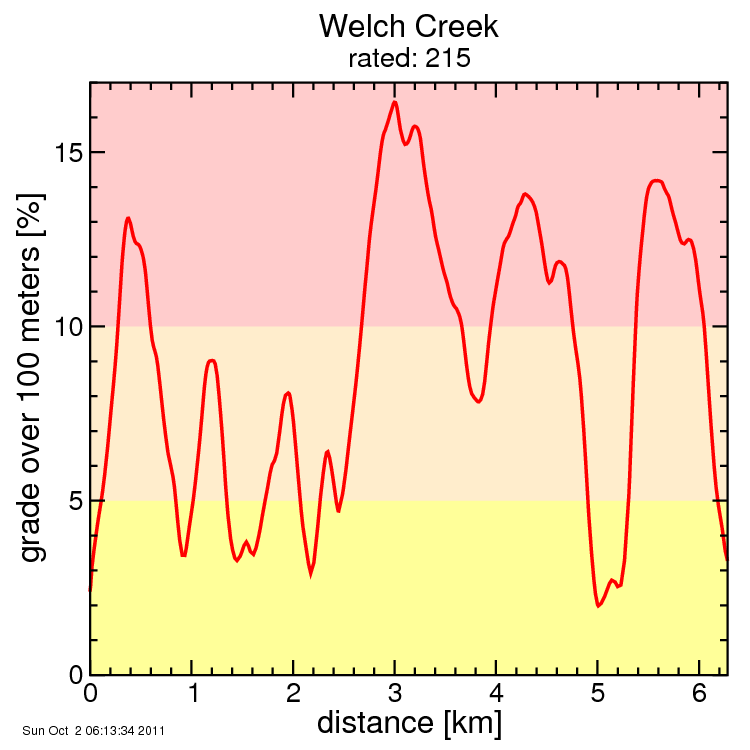 Welch Creek
rated: 215
grade over 100 meters [%]
15
10
5
0
0 1 2 3 4 5 6
distance [km]
Sun Oct 2 06:13:34 2011